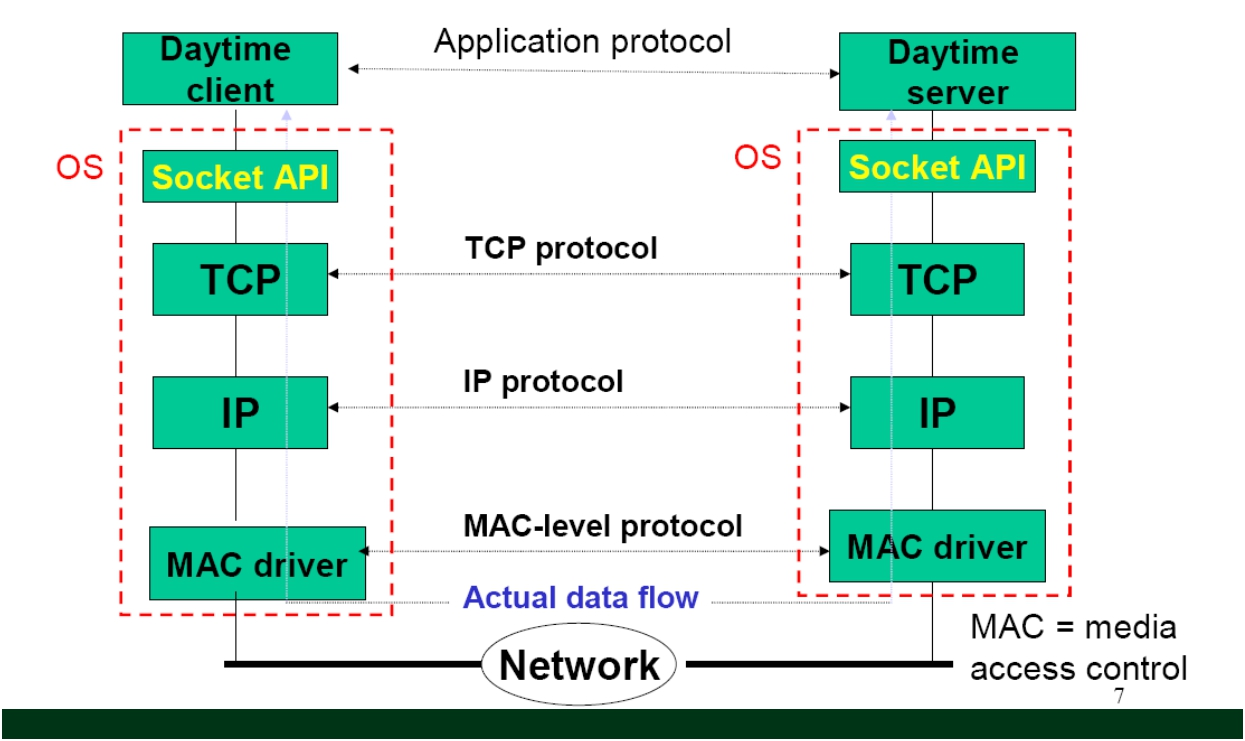 Daytime
client
Application protocol
Daytime
server
OS
Socket API
OS
Socket API
TCP protocol
TCP
TCP
IP protocol
IP
IP
MAC-level protocol
MAC driver
MAC driver
Actual data flow
Network
MAC = media
access control
7